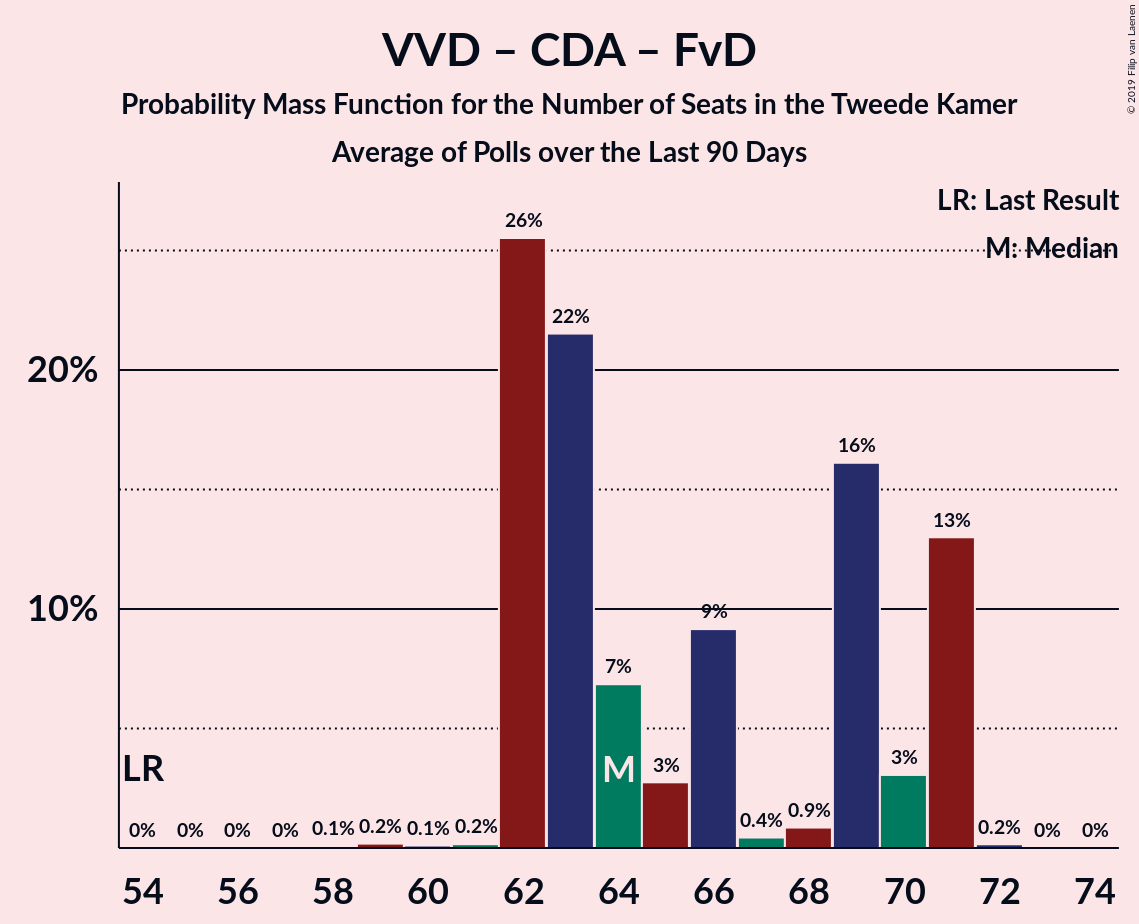 VVD – CDA – FvD
Probability Mass Function for the Number of Seats in the Tweede Kamer
Average of Polls over the Last 90 Days
© 2019 Filip van Laenen
LR: Last Result
M: Median
20%
10%
26%
22%
16%
13%
9%
7%
3%
3%
LR
M
0%
0%
0%
0%
0.1%
0.2%
0.1%
0.2%
0.4%
0.9%
0.2%
0%
0%
54 56 58 60 62 64 66 68 70 72 74